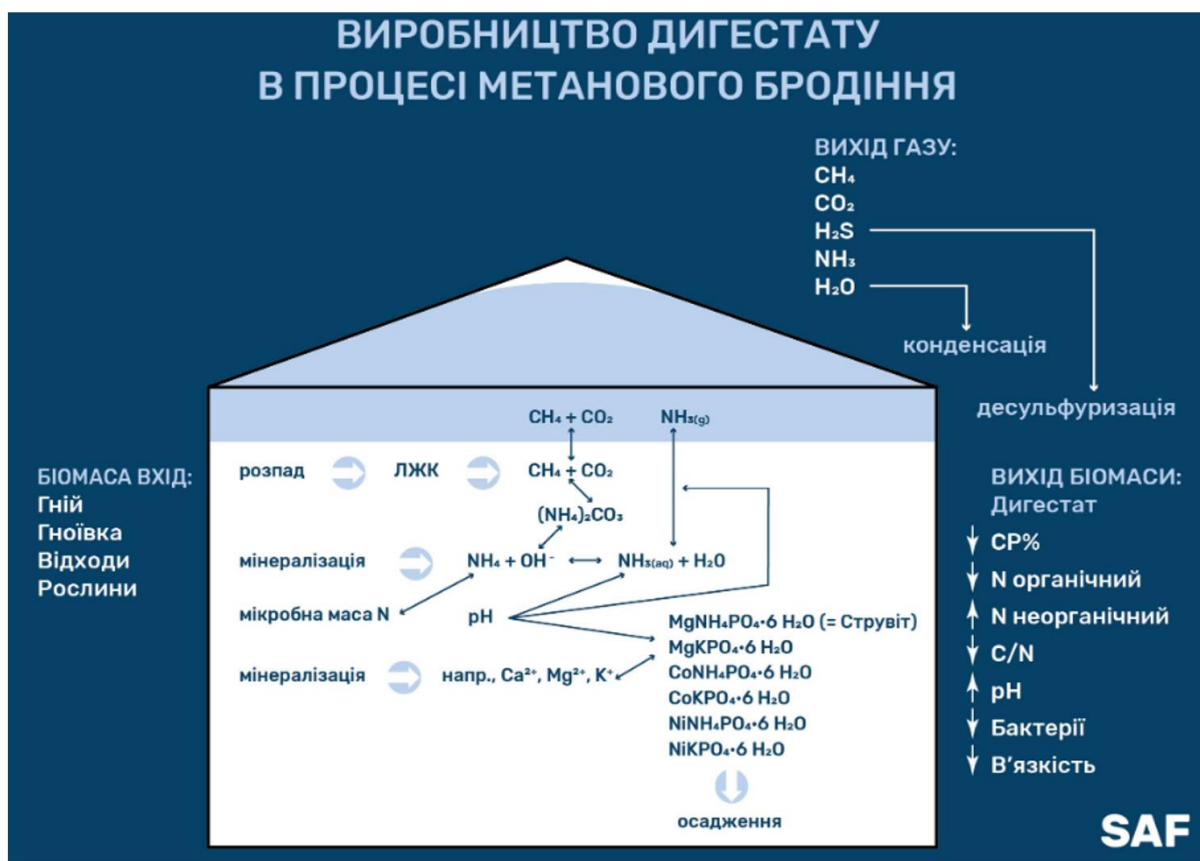 ВИРОБНИЦТВО ДИГЕСТАТУ
В ПРОЦЕСІ МЕТАНОВОГО БРОДІННЯ
ВИХІД ГАЗУ:
CH₄
CO₂
H₂S
NH₃
H₂O
конденсація
десульфуризація
БІОМАСА ВХІД:
Гній
Гноївка
Відходи
Рослини
CH₄ + CO₂ NH₃(g)
розпад ЛЖК CH₄ + CO₂
(NH₄)₂CO₃
мінералізація NH₄ + OH⁻ NH₃(aq) + H₂O
мікробна маса N pH
мінералізація напр., Ca²⁺, Mg²⁺, K⁺
MgNH₄PO₄•6 H₂O (= Струвіт)
MgKPO₄•6 H₂O
CoNH₄PO₄•6 H₂O
CoKPO₄•6 H₂O
NiNH₄PO₄•6 H₂O
NiKPO₄•6 H₂O
осадження
ВИХІД БІОМАСИ:
Дигестат
↓ СР%
↓ N органічний
↑ N неорганічний
↓ C/N
↑ pH
↓ Бактерії
↓ В’язкість
SAF